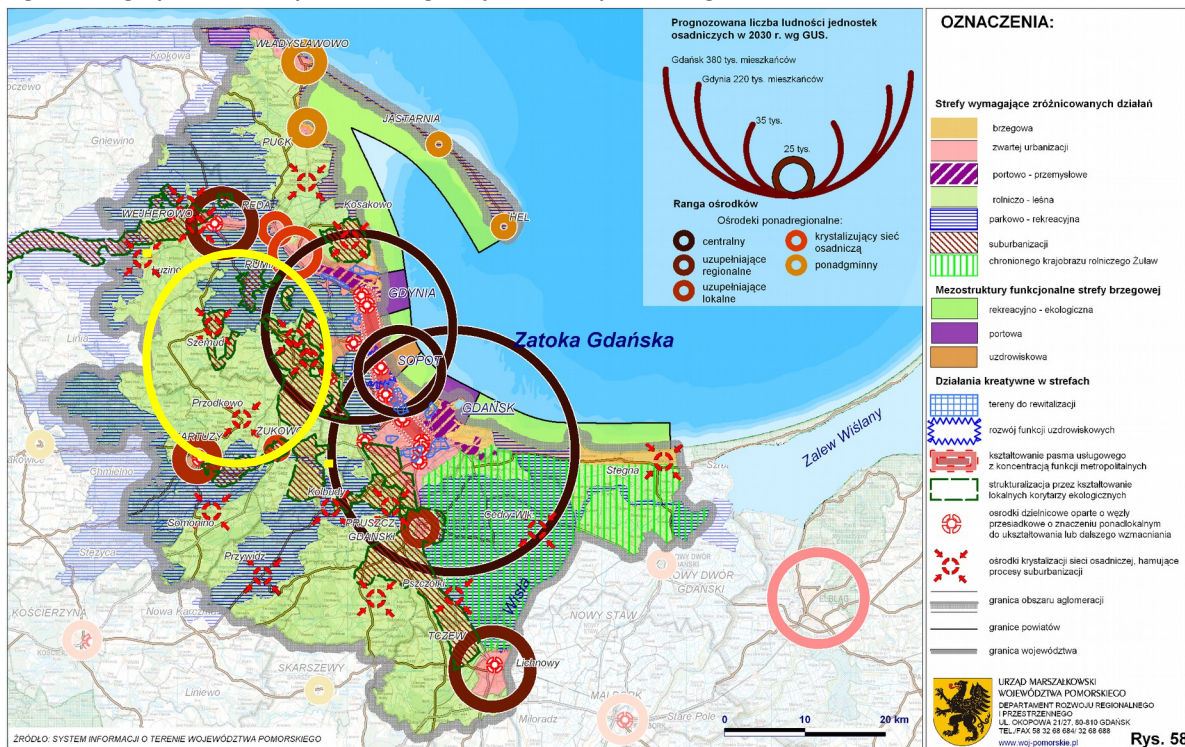 Prognozowana liczba ludności jednostek
osadniczych w 2030 r. wg GUS.
Gdańsk 380 tys. mieszkańców
Gdynia 220 tys. mieszkańców
35 tys.
25 tys.
Ranga ośrodków
Ośrodeki ponadregionalne:
centralny
uzupełniające
regionalne
uzupełniające
lokalne
krystalizujący sieć
osadniczą
ponadgminny
WŁADYSŁAWOWO
Krokowa
JASTARNIA
Gniewino
PUCK
HEL
Kosakowo
WEJHEROWO
REDA
RUMIA
GDYNIA
Szemud
Linia
SOPOT
Zatoka Gdańska
Przodkowo
GDAŃSK
ŻUKOWO
ARTUZY
Chmielno
Zalew Wiślany
Stegna
Kolbudy
Somonino
PRUSZCZ
GDAŃSKI
Cedry Wlk.
Stężyca
Przywidz
Pszczółki
Wisła
NOWY DWÓR
GDAŃSKI
ELBLĄG
KOŚCIERZYNA
Nowa Karczma
NOWY STAW
TCZEW
Lichnowy
SKARSZEWY
Liniewo
MALBORK
Miłoradz
Stare Pole
0
10
20 km
ŹRÓDŁO: SYSTEM INFORMACJI O TERENIE WOJEWÓDZTWA POMORSKIEGO
OZNACZENIA:
Strefy wymagające zróżnicowanych działań
brzegowa
zwartej urbanizacji
portowo - przemysłowe
rolniczo - leśna
parkowo - rekreacyjna
suburbanizacji
chronionego krajobrazu rolniczego Żuław
Mezostruktury funkcjonalne strefy brzegowej
rekreacyjno - ekologiczna
portowa
uzdrowiskowa
Działania kreatywne w strefach
tereny do rewitalizacji
rozwój funkcji uzdrowiskowych
kształtowanie pasma usługowego
z koncentracją funkcji metropolitalnych
strukturalizacja przez kształtowanie
lokalnych korytarzy ekologicznych
ośrodki dzielnicowe oparte o węzły
przesiadkowe o znaczeniu ponadlokalnym
do ukształtowania lub dalszego wzmacniania
ośrodki krystalizacji sieci osadniczej, hamujące
procesy suburbanizacji
granica obszaru aglomeracji
granice powiatów
granica województwa
URZĄD MARSZAŁKOWSKI
WOJEWÓDZTWA POMORSKIEGO
DEPARTAMENT ROZWOJU REGIONALNEGO
I PRZESTRZENNEGO
UL. OKOPOWA 21/27, 80-810 GDAŃSK
TEL./FAX 58 32 68 684/ 32 68 688
www.woj-pomorskie.pl
Rys. 58